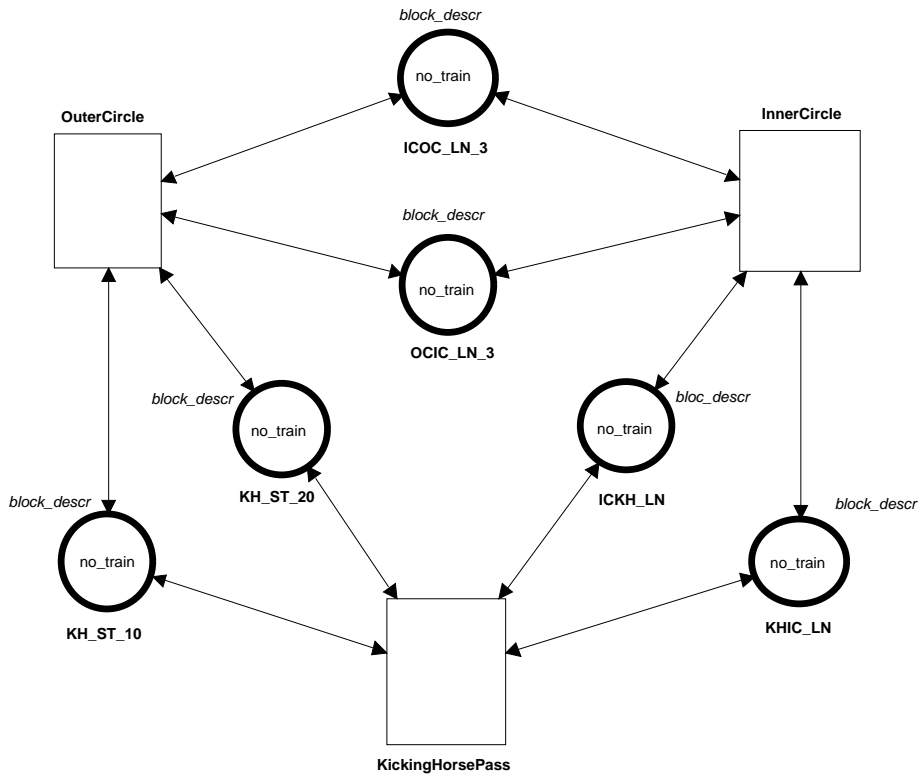 block_descr
no_train
OuterCircle
InnerCircle
ICOC_LN_3
block_descr
no_train
OCIC_LN_3
block_descr
bloc_descr
no_train
no_train
KH_ST_20
ICKH_LN
block_descr
block_descr
no_train
no_train
KH_ST_10
KHIC_LN
KickingHorsePass